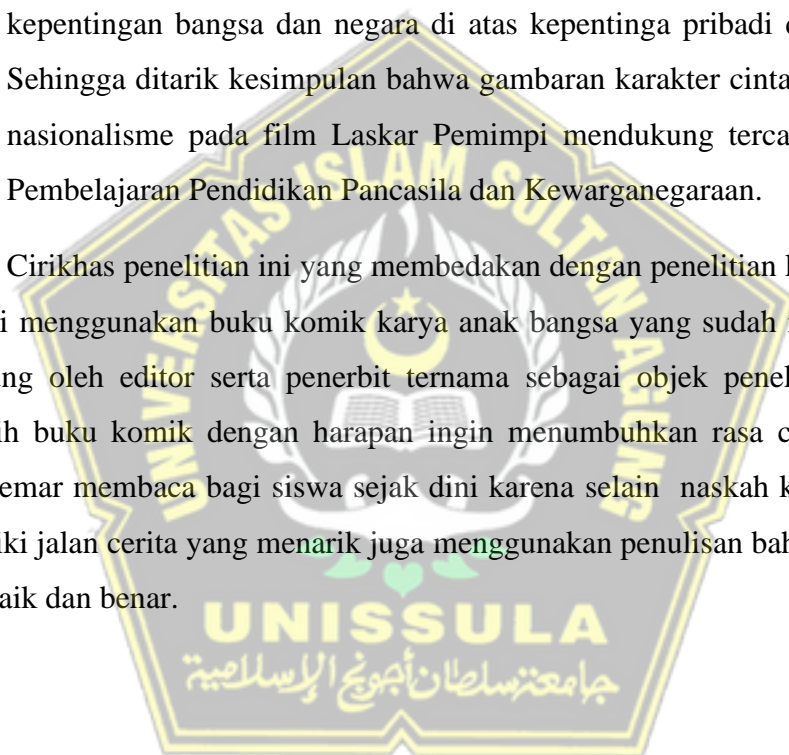 kepentingan bangsa dan negara di atas kepentinga pribadi
Sehingga ditarik kesimpulan bahwa gambaran karakter cinta
nasionalisme pada film Laskar Pemimpi mendukung
Pembelajaran Pendidikan Pancasila dan Kewarganegaraan.
Cirikhas penelitian ini yang membedakan dengan penelitian
menggunakan buku komik karya anak bangsa yang sudah
oleh editor serta penerbit ternama sebagai objek
buku komik dengan harapan ingin menumbuhkan rasa
membaca bagi siswa sejak dini karena selain naskah
jalan cerita yang menarik juga menggunakan penulisan
dan benar.
UNIVERSITAS ISLAM SULTAN AGUNG
UNISSULA
جامعة سلطان أجونج الإسلامية